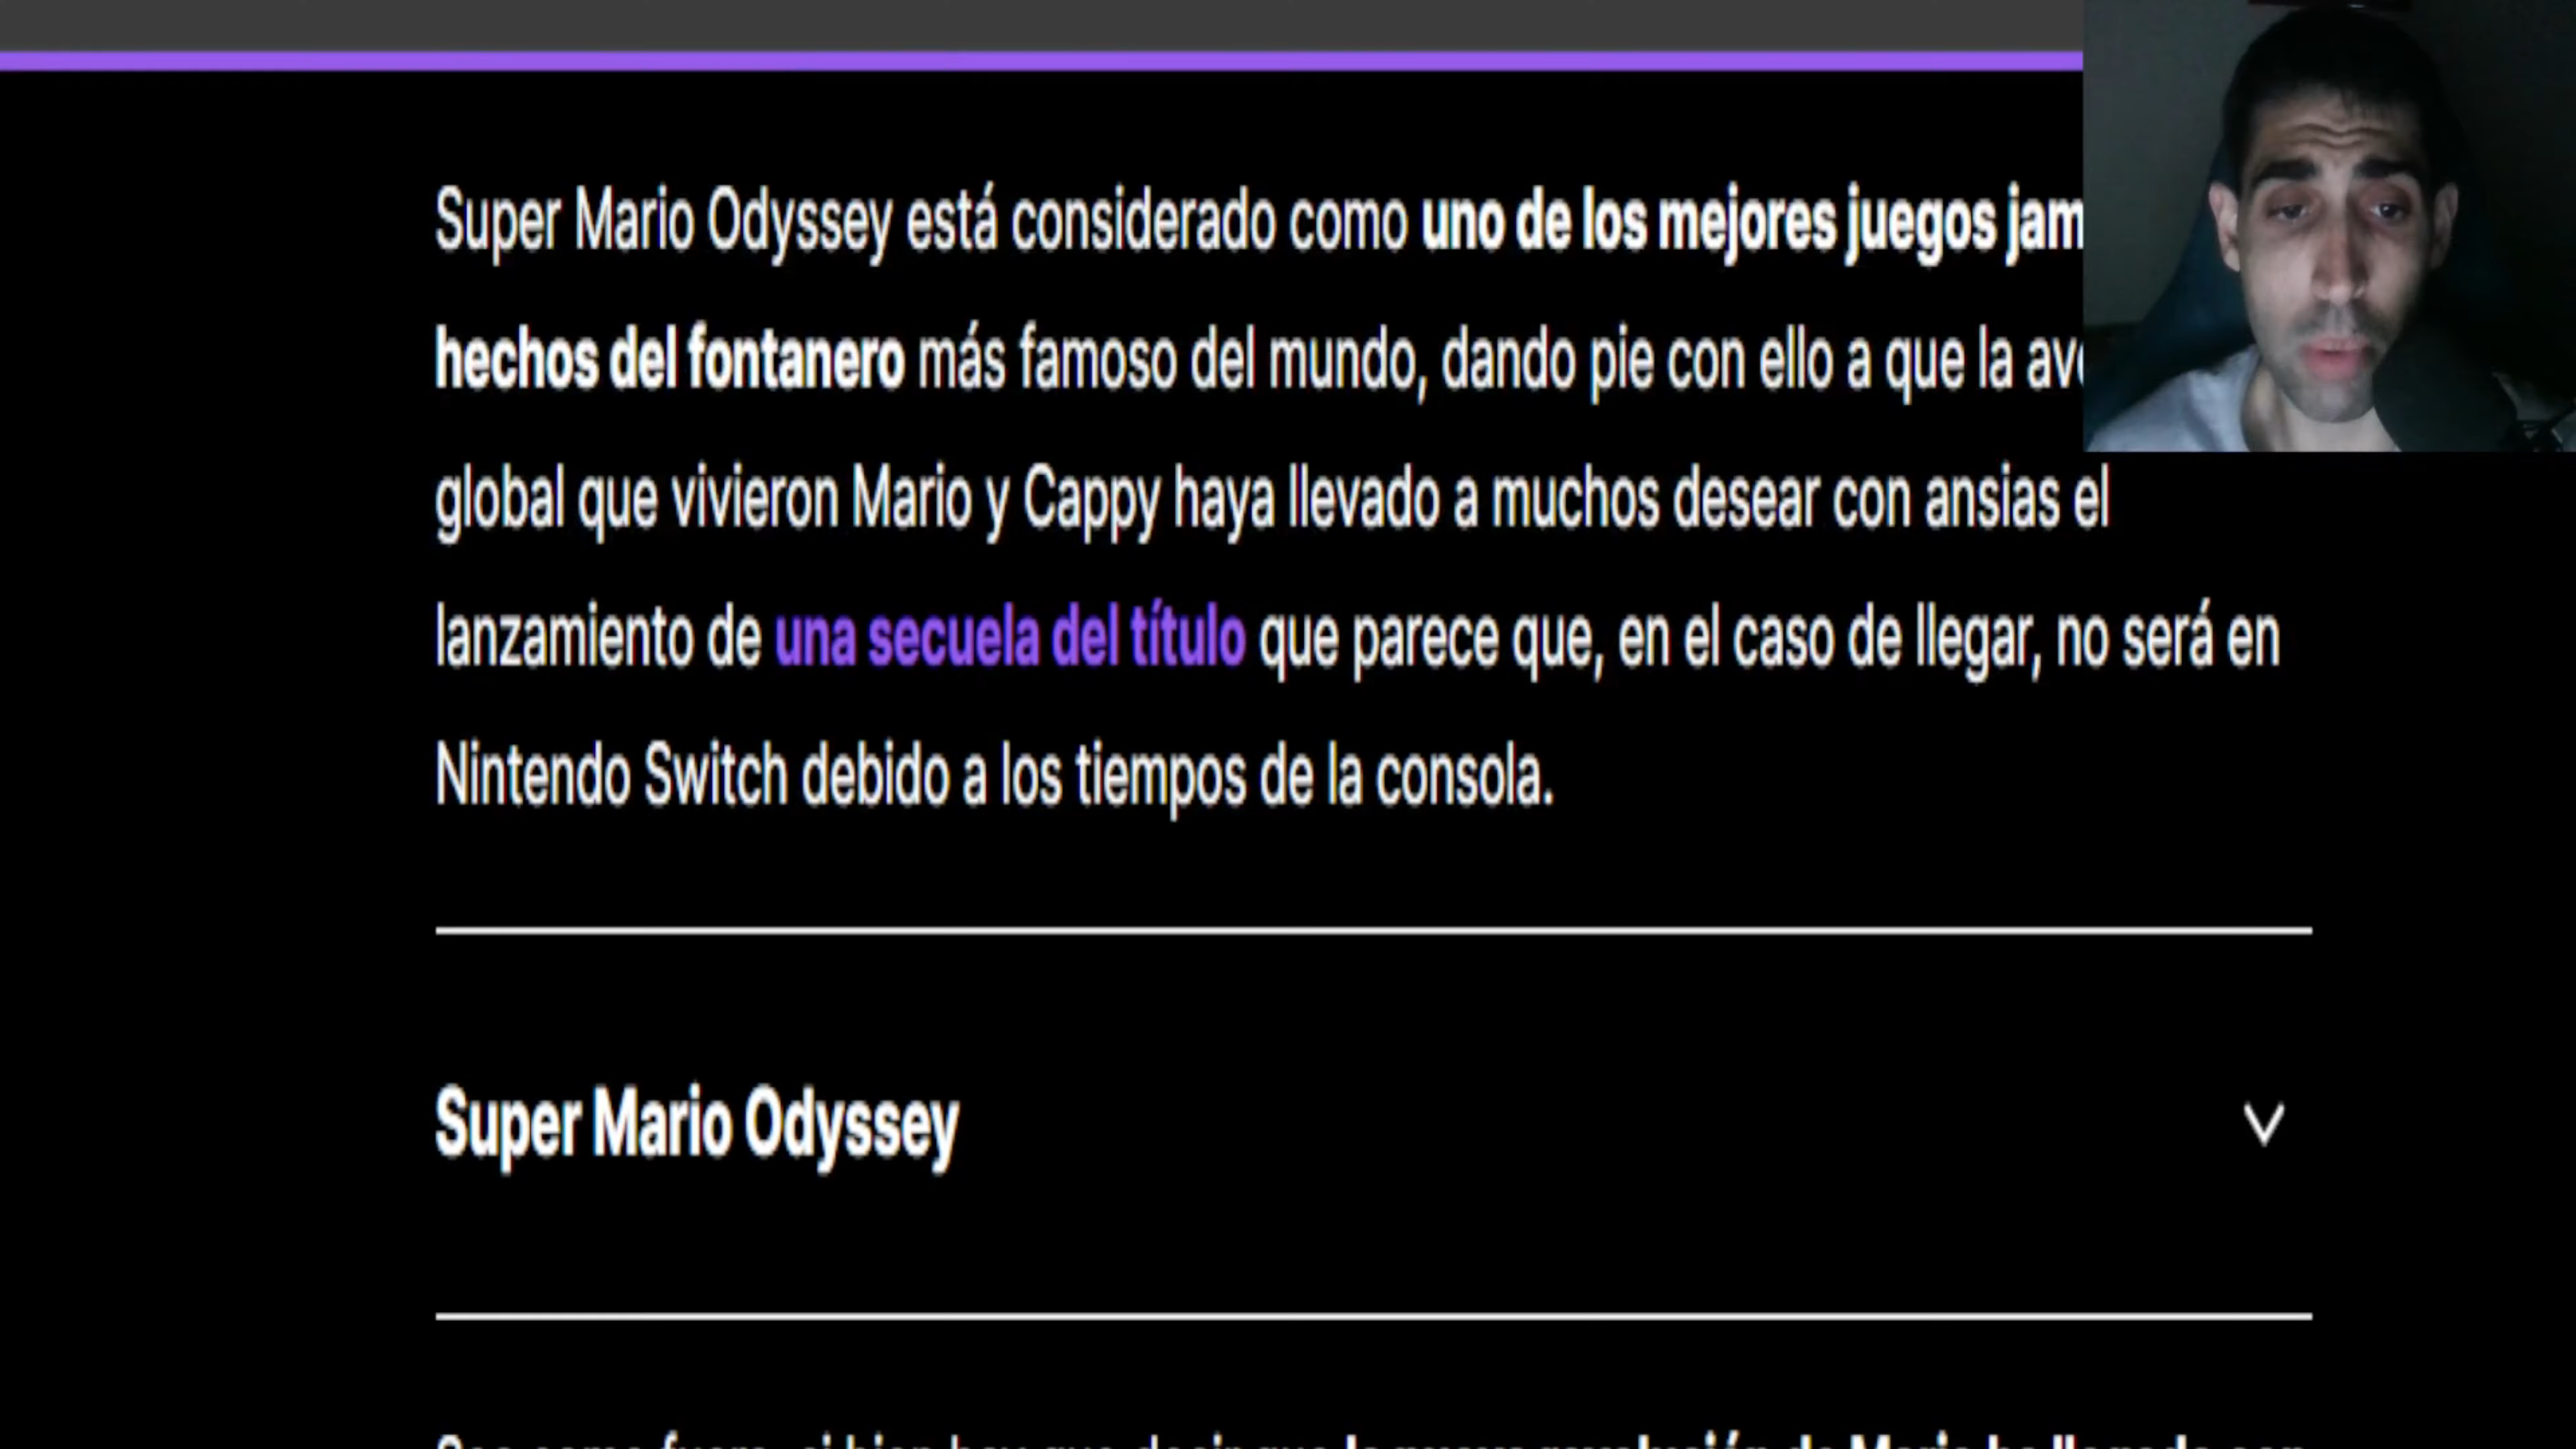 Super Mario Odyssey está considerado como uno de los mejores juegos
hechos del fontanero más famoso del mundo, dando pie con ello a que la
global que vivieron Mario y Cappy haya llevado a muchos desear con ansias el
lanzamiento de una secuela del título que parece que, en el caso de llegar, no será en
Nintendo Switch debido a los tiempos de la consola.
Super Mario Odyssey